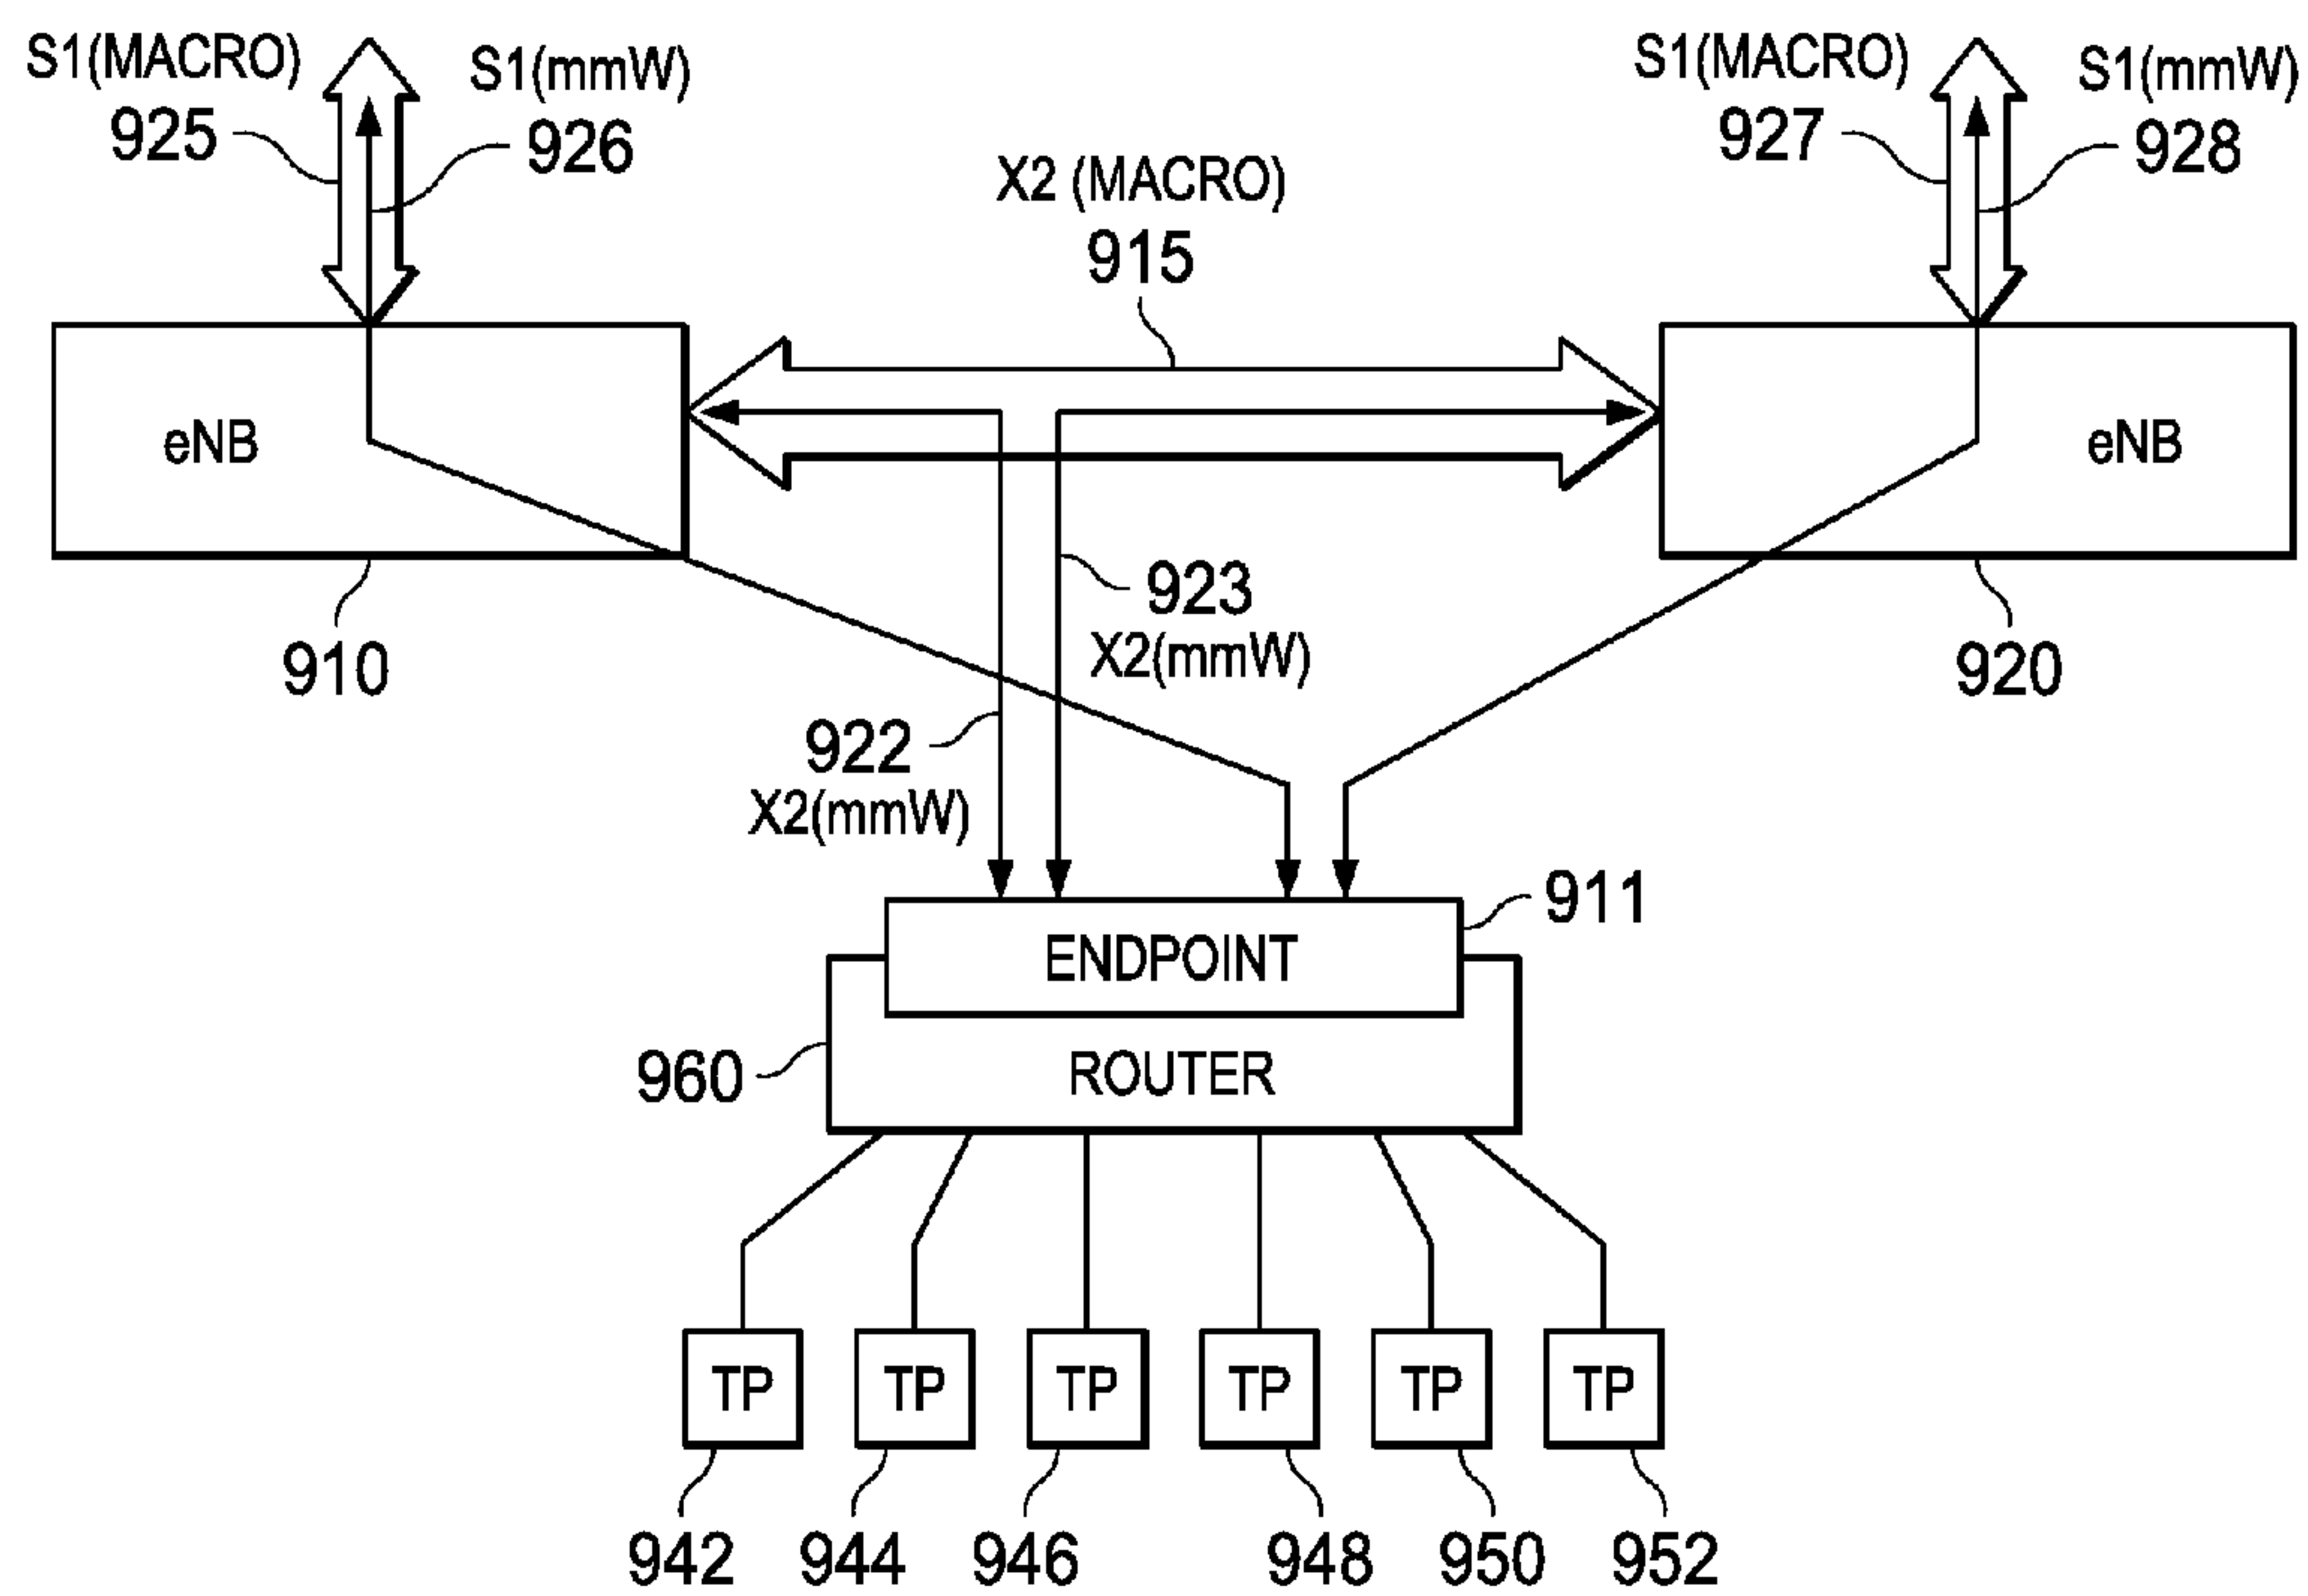 S1(MACRO)
925
S1(mmW)
926
X2 (MACRO)
915
S1(MACRO)
927
S1(mmW)
928
eNB
910
eNB
920
923
X2(mmW)
922
X2(mmW)
911
ENDPOINT
960
ROUTER
TP
TP
TP
TP
TP
TP
942
944
946
948
950
952